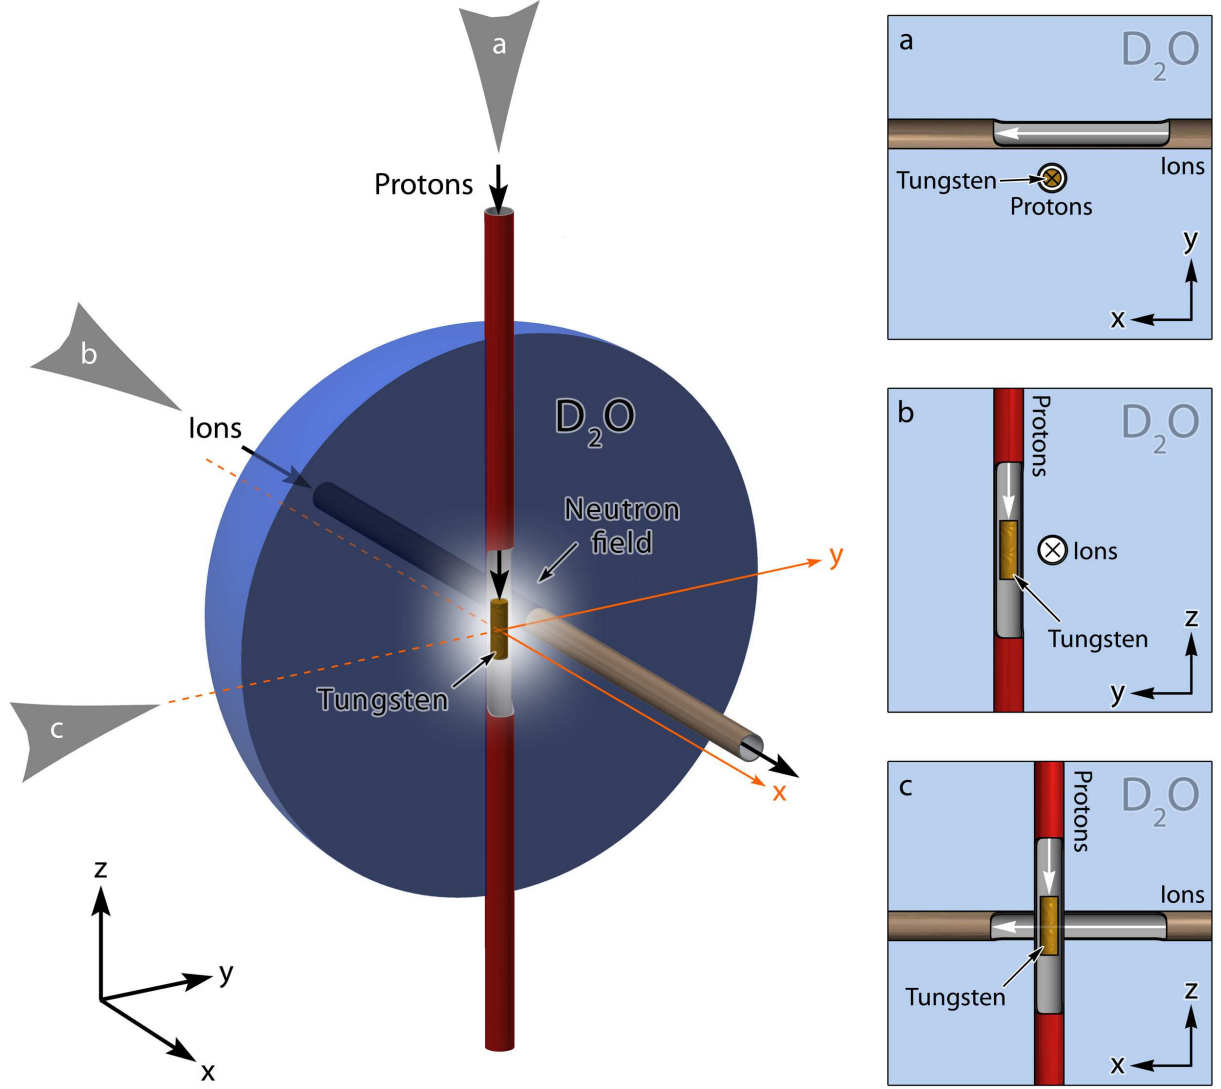 a
Protons
b
Ions
D₂O
Neutron
field
y
Tungsten
c
x
z
y
x
a
D₂O
Ions
Tungsten
Protons
y
x
b
D₂O
Protons
Ions
Tungsten
z
y
c
D₂O
Protons
Ions
Tungsten
z
x